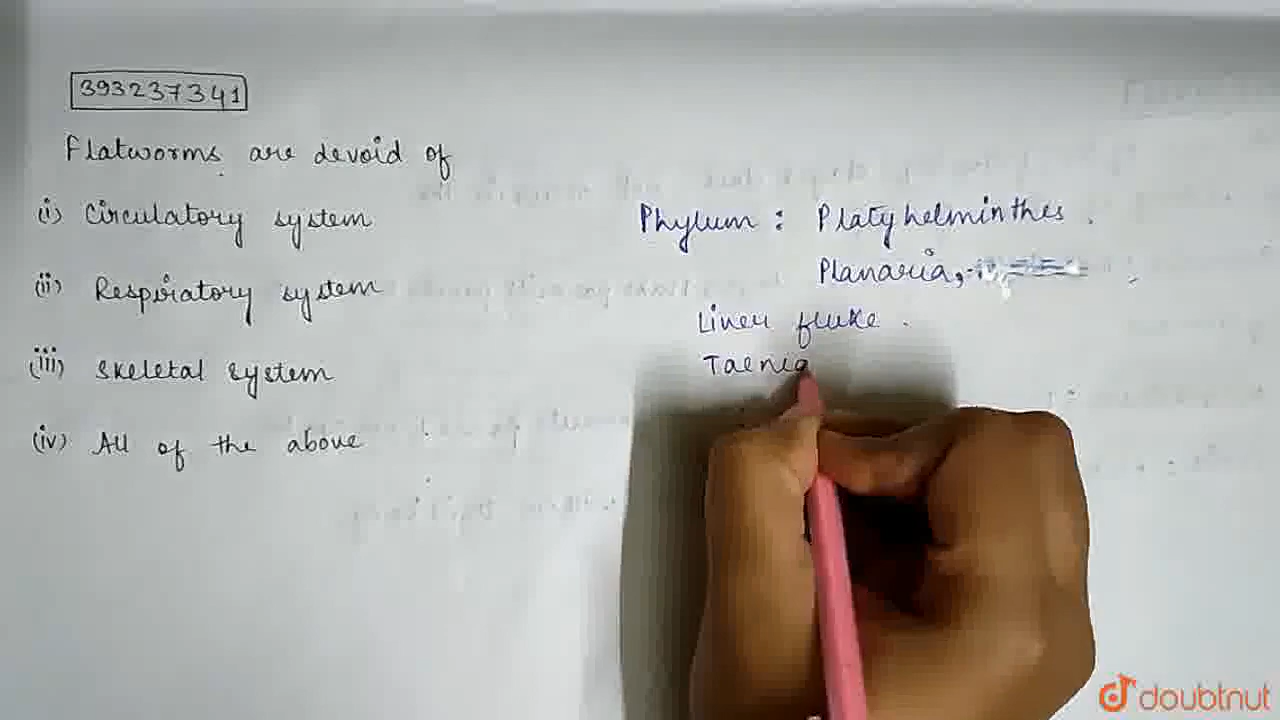 393237341
Flatworms are devoid of
(i) Circulatory system
(ii) Respiratory system
(iii) Skeletal system
(iv) All of the above
Phylum : Platyhelminthes .
Planaria,
Liver fluke .
Taenia
doubtnut